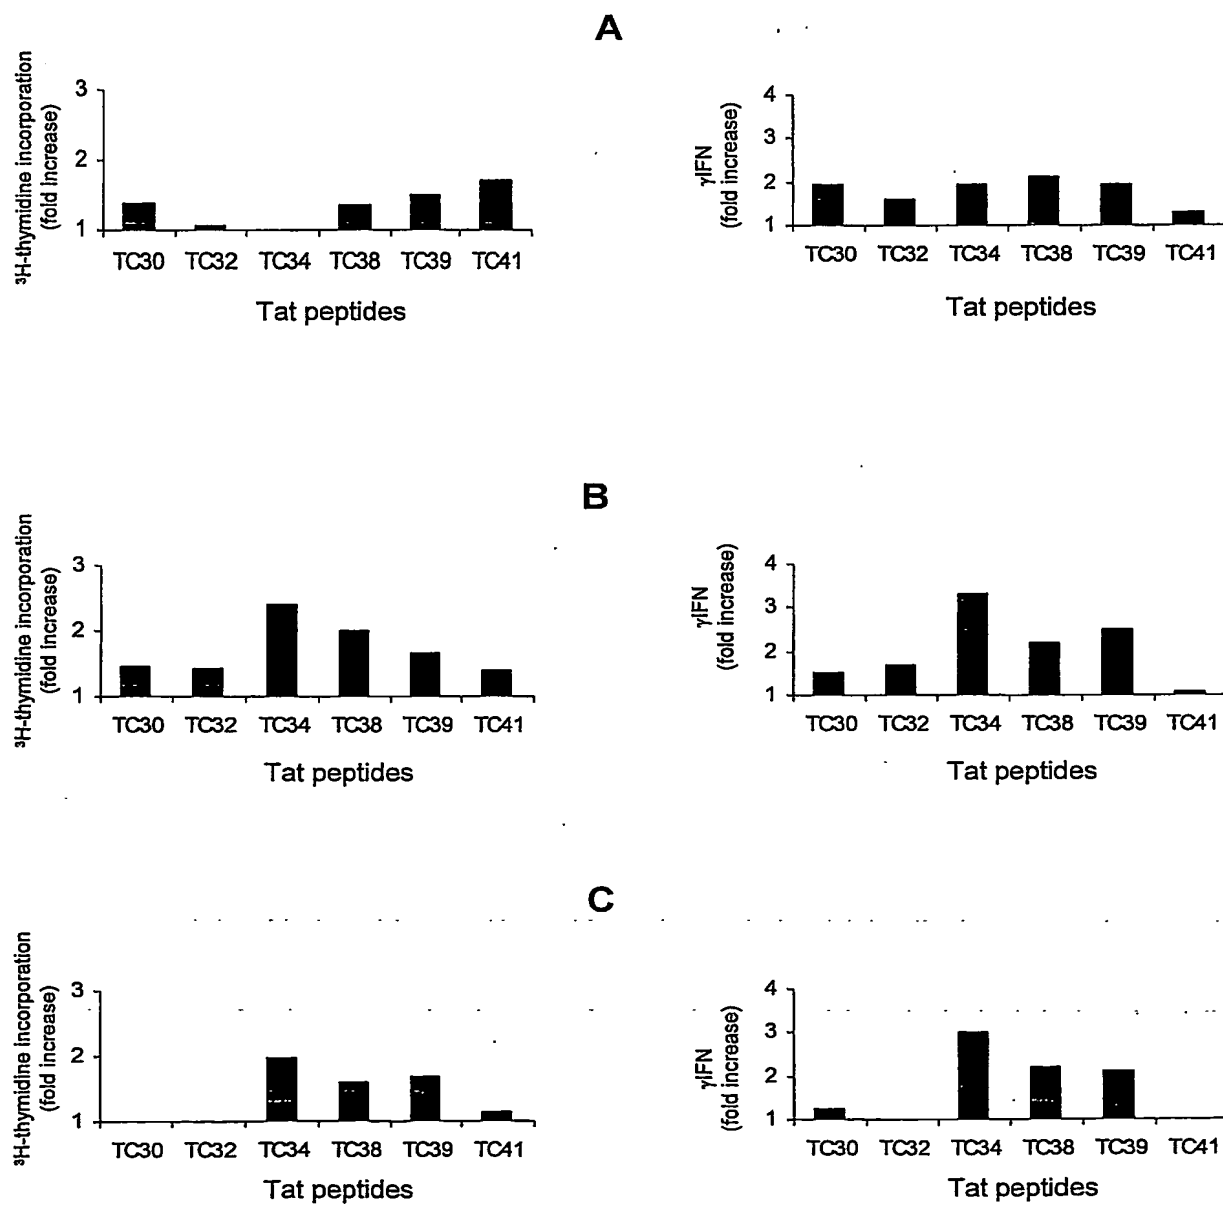 A
³H-thymidine incorporation
(fold increase)
3
2
1
TC30 TC32 TC34 TC38 TC39 TC41
Tat peptides
γIFN
(fold increase)
4
3
2
1
TC30 TC32 TC34 TC38 TC39 TC41
Tat peptides
B
³H-thymidine incorporation
(fold increase)
3
2
1
TC30 TC32 TC34 TC38 TC39 TC41
Tat peptides
γIFN
(fold increase)
4
3
2
1
TC30 TC32 TC34 TC38 TC39 TC41
Tat peptides
C
³H-thymidine incorporation
(fold increase)
3
2
1
TC30 TC32 TC34 TC38 TC39 TC41
Tat peptides
γIFN
(fold increase)
4
3
2
1
TC30 TC32 TC34 TC38 TC39 TC41
Tat peptides